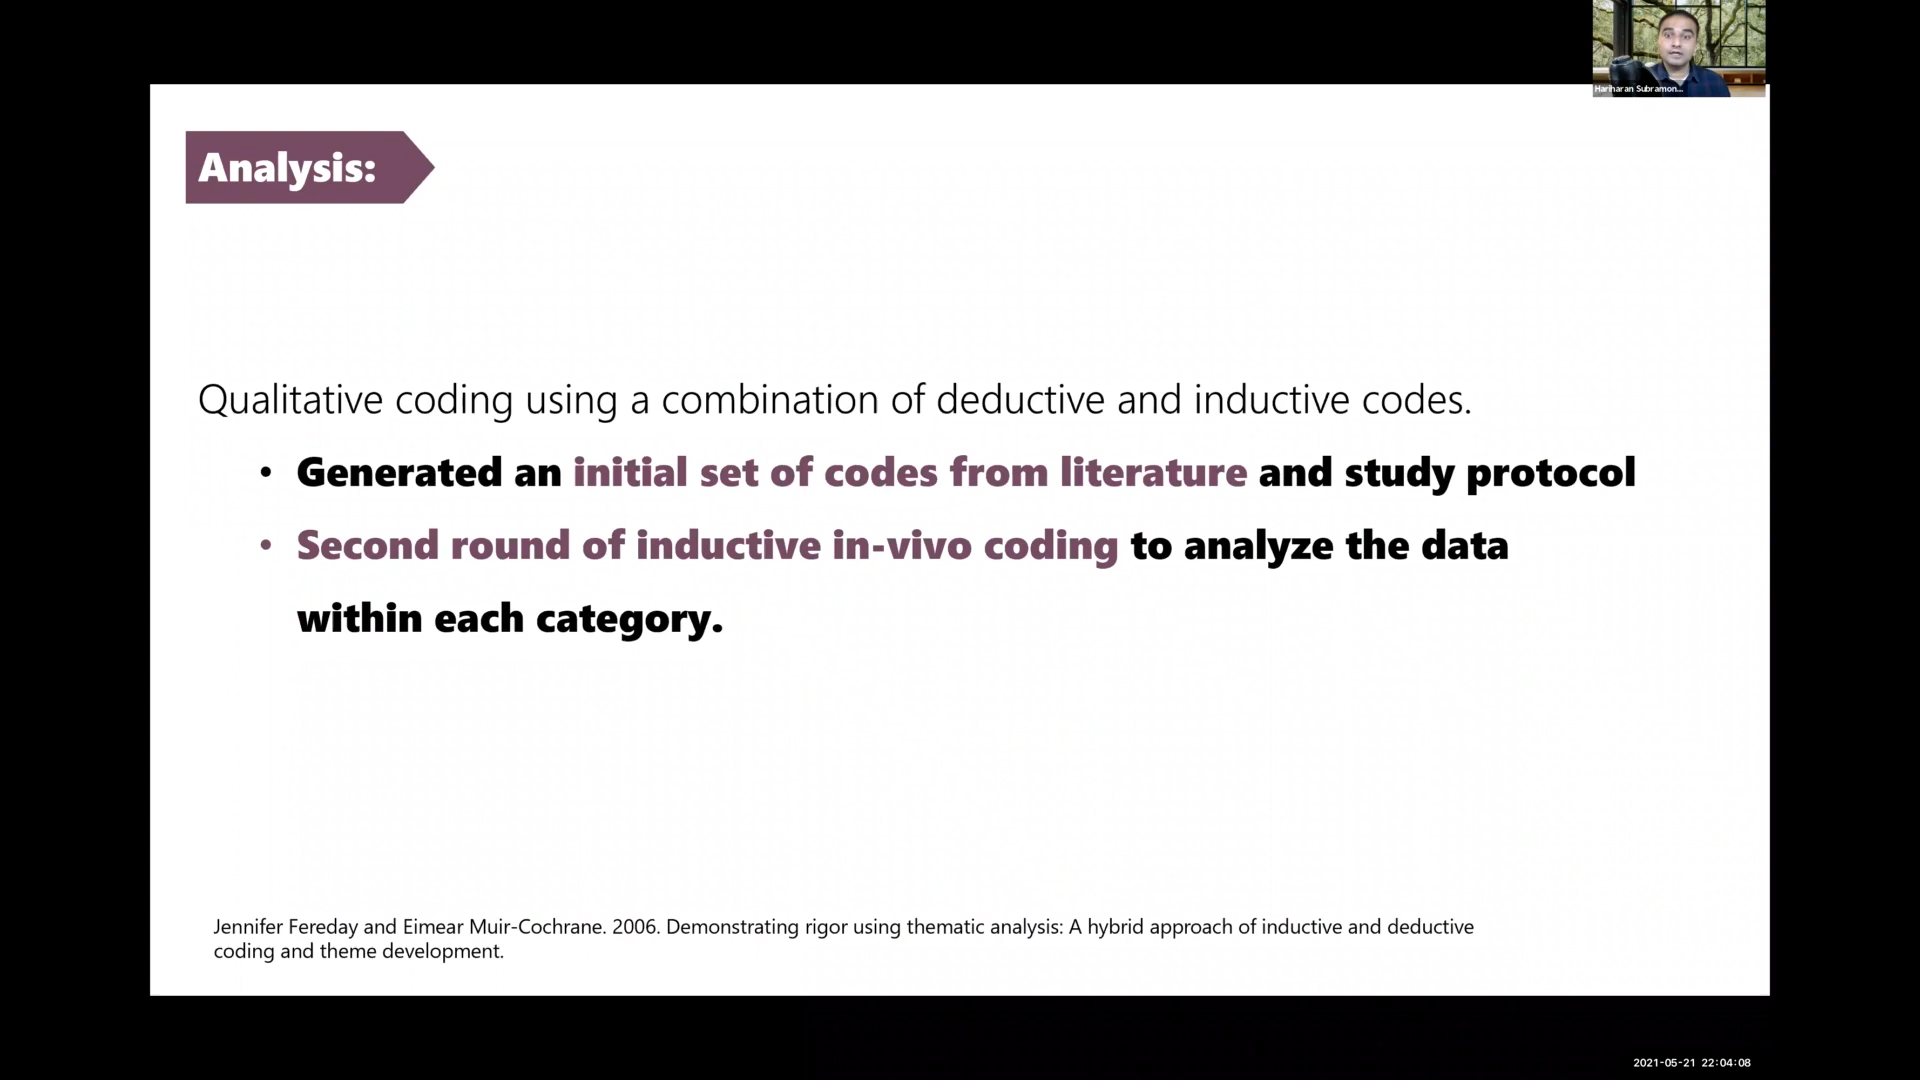 Hariharan Subramon...
Analysis:
Qualitative coding using a combination of deductive and inductive codes.
• Generated an initial set of codes from literature and study protocol
• Second round of inductive in-vivo coding to analyze the data
within each category.
Jennifer Fereday and Eimear Muir-Cochrane. 2006. Demonstrating rigor using thematic analysis: A hybrid approach of inductive and deductive
coding and theme development.
2021-05-21 22:04:08